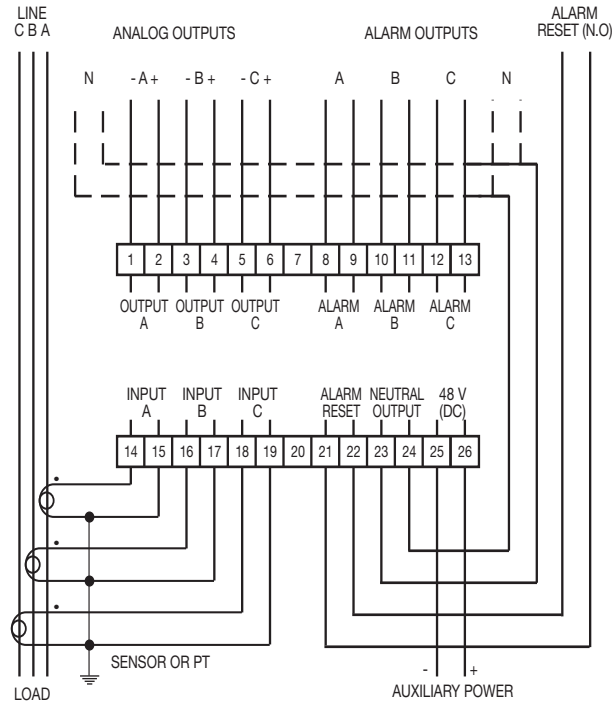 LINE
C B A
ANALOG OUTPUTS
ALARM OUTPUTS
ALARM
RESET (N.O)
N - A + - B + - C + A B C N
1 2 3 4 5 6 7 8 9 10 11 12 13
OUTPUT OUTPUT OUTPUT ALARM ALARM ALARM
A B C A B C
INPUT INPUT INPUT ALARM NEUTRAL 48 V
A B C RESET OUTPUT (DC)
14 15 16 17 18 19 20 21 22 23 24 25 26
SENSOR OR PT
- +
LOAD
AUXILIARY POWER